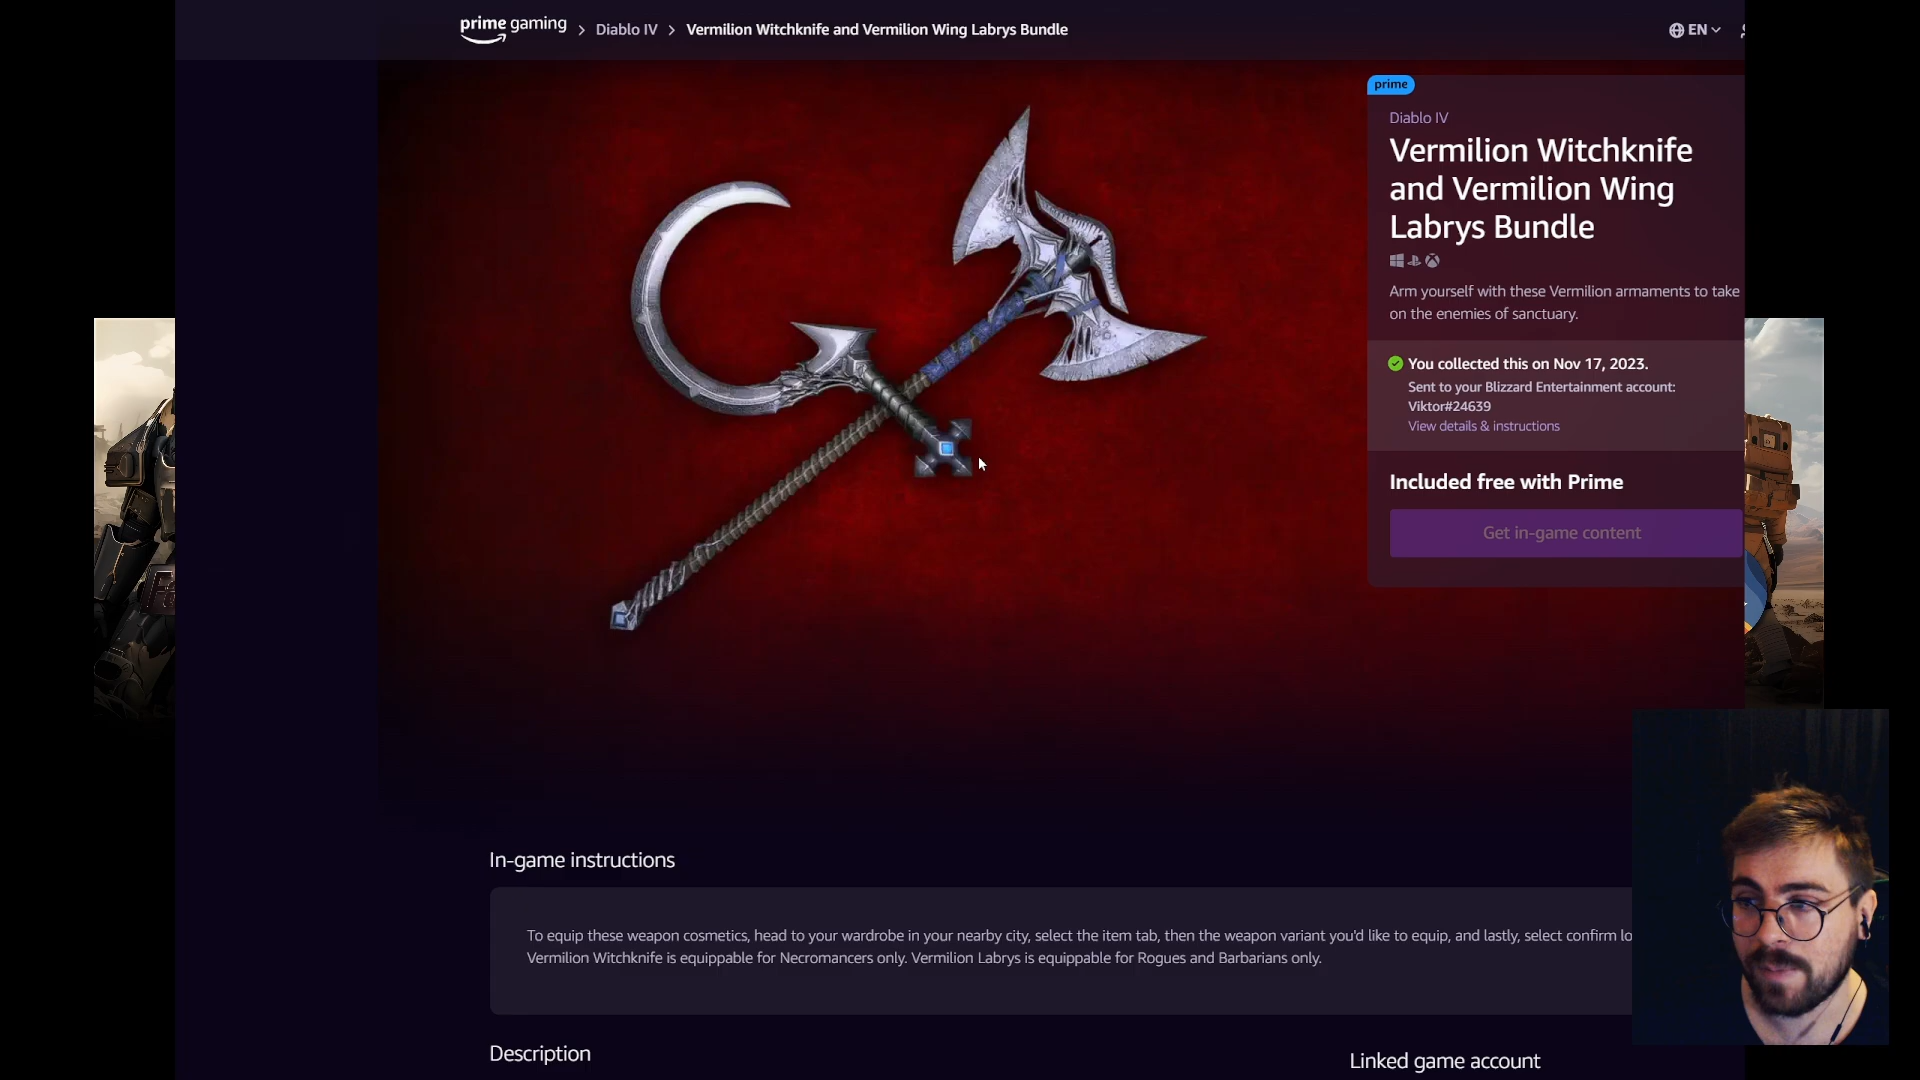 prime gaming > Diablo IV > Vermilion Witchknife and Vermilion Wing Labrys Bundle
EN
prime
Diablo IV
Vermilion Witchknife
and Vermilion Wing
Labrys Bundle
Arm yourself with these Vermilion armaments to take
on the enemies of sanctuary.
You collected this on Nov 17, 2023.
Sent to your Blizzard Entertainment account:
Viktor#24639
View details & instructions
Included free with Prime
Get in-game content
In-game instructions
To equip these weapon cosmetics, head to your wardrobe in your nearby city, select the item tab, then the weapon variant you'd like to equip, and lastly, select confirm lo
Vermilion Witchknife is equippable for Necromancers only. Vermilion Labrys is equippable for Rogues and Barbarians only.
Description
Linked game account